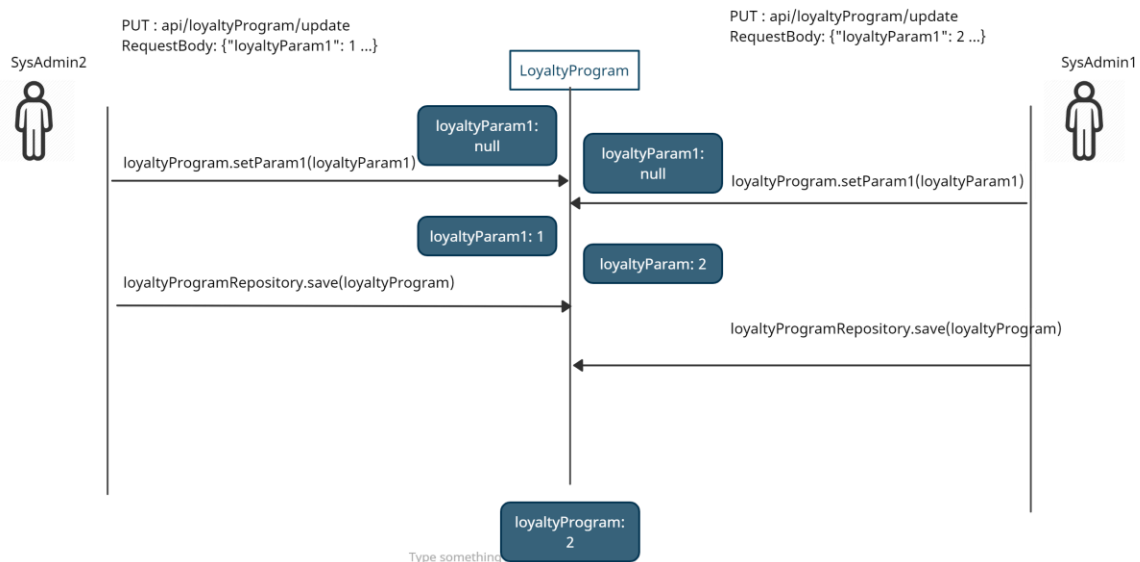 PUT : api/loyaltyProgram/update
RequestBody: {"loyaltyParam1": 1 ...}
PUT : api/loyaltyProgram/update
RequestBody: {"loyaltyParam1": 2 ...}
SysAdmin2
LoyaltyProgram
SysAdmin1
loyaltyParam1:
null
loyaltyParam1:
null
loyaltyProgram.setParam1(loyaltyParam1)
loyaltyProgram.setParam1(loyaltyParam1)
loyaltyParam1: 1
loyaltyParam: 2
loyaltyProgramRepository.save(loyaltyProgram)
loyaltyProgramRepository.save(loyaltyProgram)
loyaltyProgram:
2
Type something